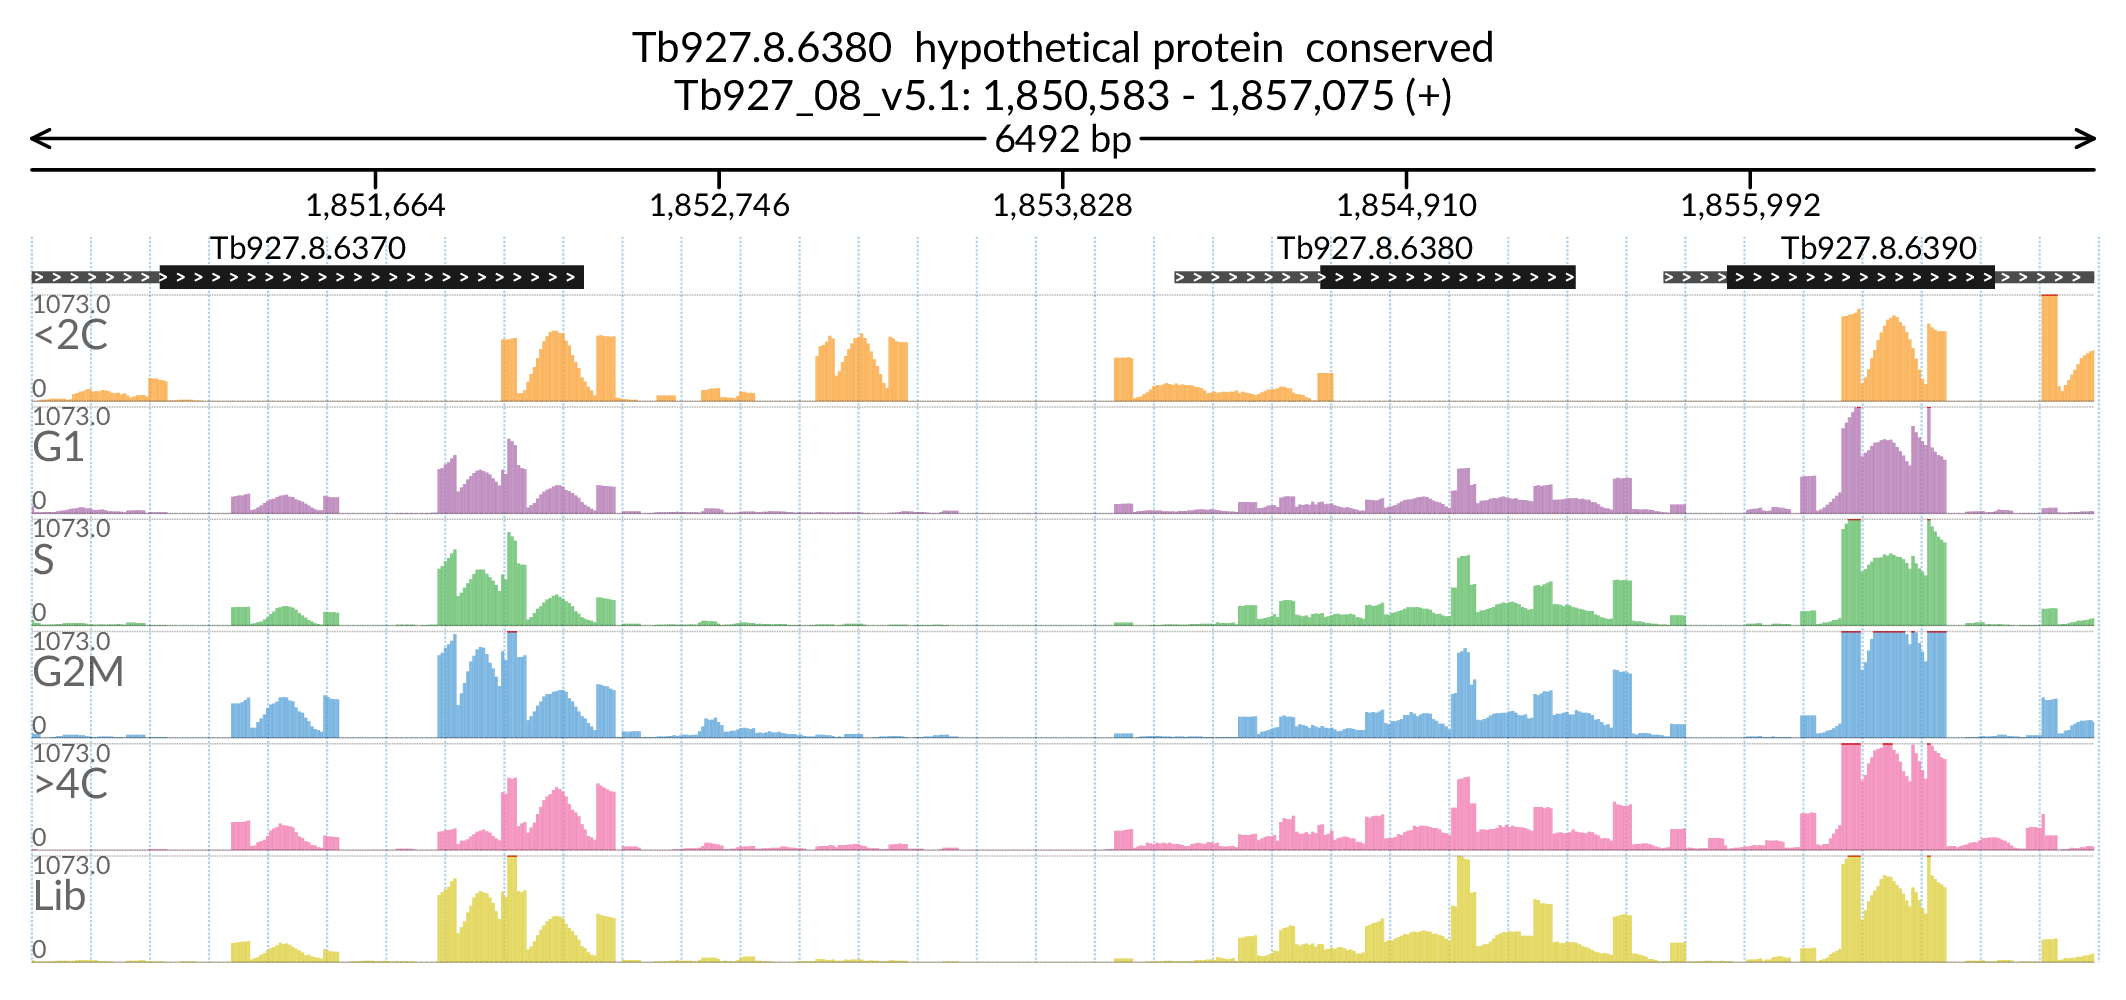 Tb927.8.6380 hypothetical protein conserved
Tb927_08_v5.1: 1,850,583 - 1,857,075 (+)
6492 bp
1,851,664 1,852,746 1,853,828 1,854,910 1,855,992
Tb927.8.6370 Tb927.8.6380 Tb927.8.6390
1073.0
<2C
0
1073.0
G1
0
1073.0
S
0
1073.0
G2M
0
1073.0
>4C
0
1073.0
Lib
0